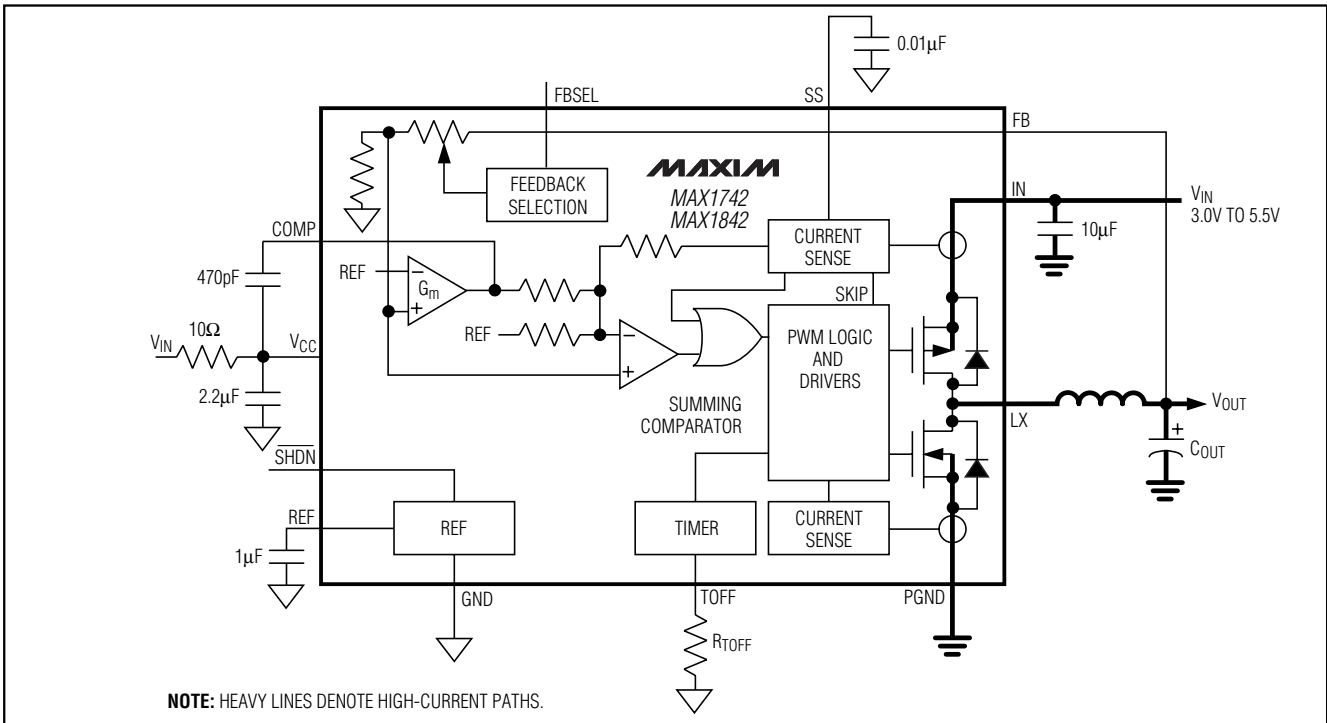 0.01µF
FBSEL
SS
FB
MAXIM
MAX1742
MAX1842
FEEDBACK
SELECTION
IN
VIN
3.0V TO 5.5V
10µF
COMP
CURRENT
SENSE
REF
Gm
470pF
SKIP
REF
10Ω
VIN
VCC
PWM LOGIC
AND
DRIVERS
2.2µF
SUMMING
COMPARATOR
LX
VOUT
COUT
SHDN
REF
REF
TIMER
CURRENT
SENSE
1µF
GND
TOFF
PGND
RTOFF
NOTE: HEAVY LINES DENOTE HIGH-CURRENT PATHS.